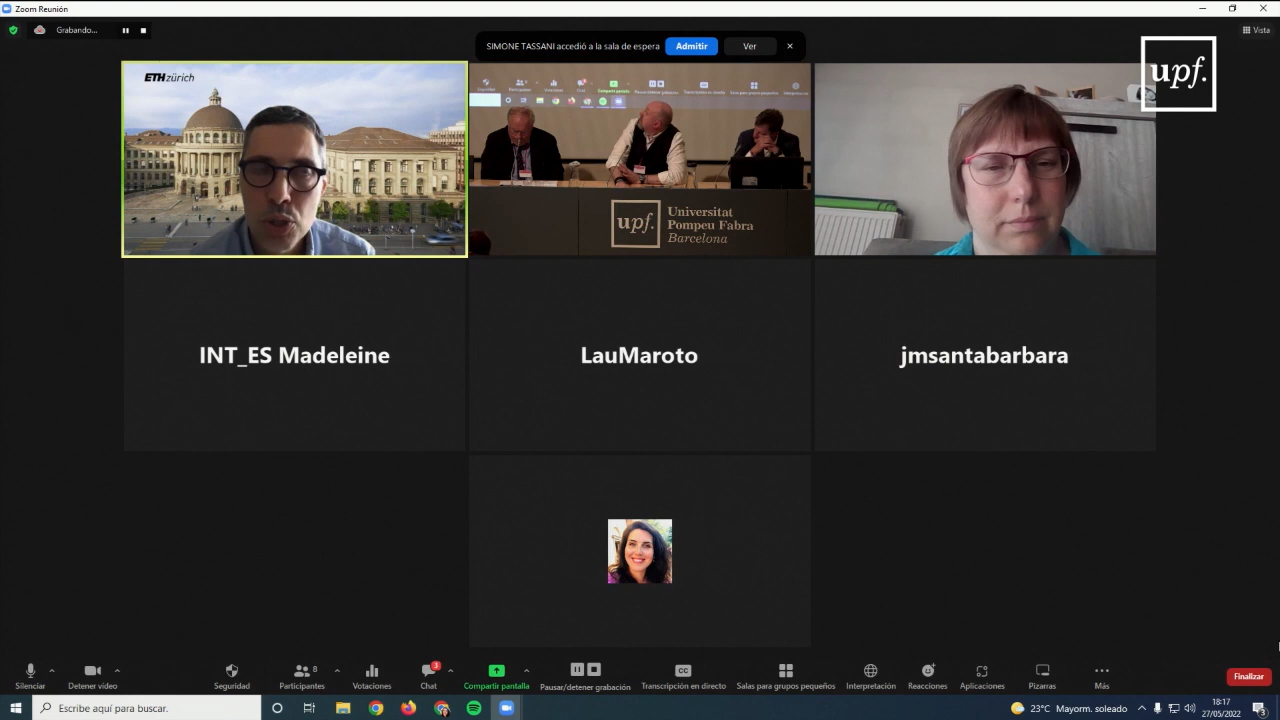 Zoom Reunión
Grabando...
SIMONE TASSANI accedió a la sala de espera
Admitir
Ver
Vista
ETH zürich
upf.
upf.
Universitat
Pompeu Fabra
Barcelona
INT_ES Madeleine
LauMaroto
jmsantabarbara
Silenciar
Detener video
Seguridad
8
Participantes
Votaciones
3
Chat
Compartir pantalla
Pausar/detener grabación
CC
Transcripción en directo
Salas para grupos pequeños
Interpretación
Reacciones
Aplicaciones
Pizarras
Más
Finalizar
Escribe aquí para buscar.
23°C Mayorm. soleado
18:17
27/05/2022
3